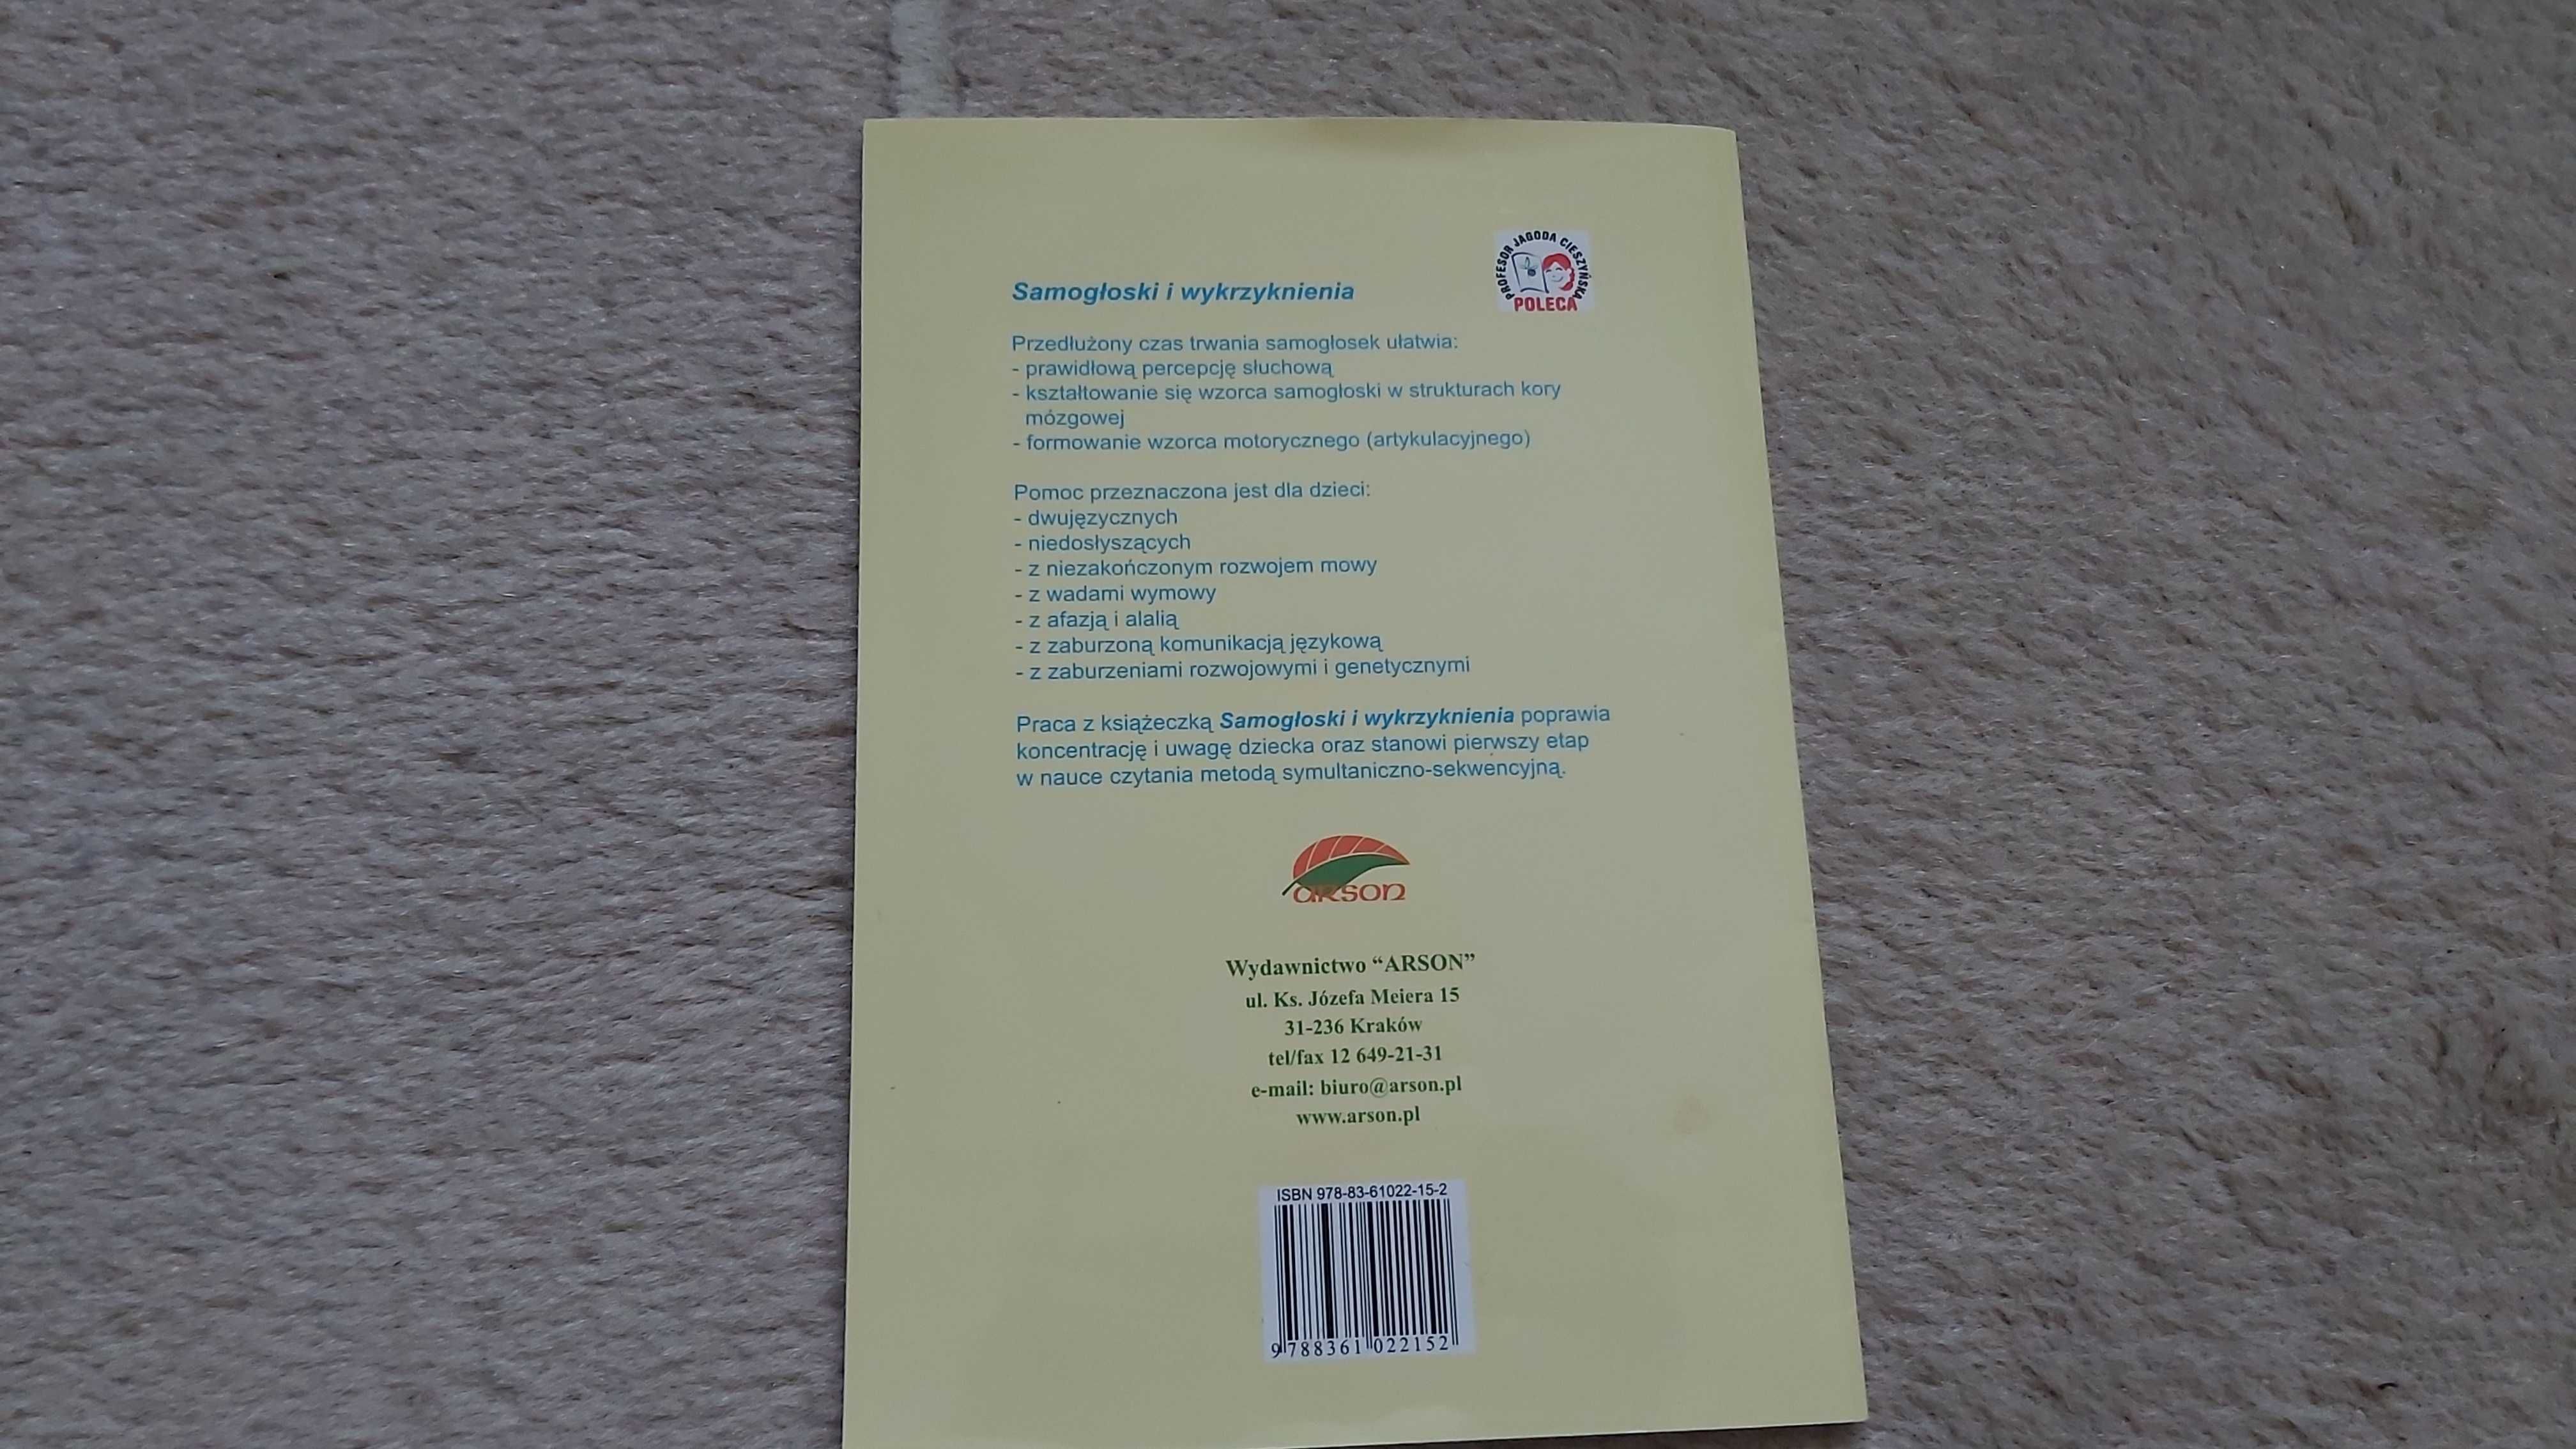 PROFESOR JAGODA CIESZYŃSKA
POLECA
Samogłoski i wykrzyknienia
Przedłużony czas trwania samogłosek ułatwia:
- prawidłową percepcję słuchową
- kształtowanie się wzorca samogłoski w strukturach kory
mózgowej
- formowanie wzorca motorycznego (artykulacyjnego)
Pomoc przeznaczona jest dla dzieci:
- dwujęzycznych
- niedosłyszących
- z niezakończonym rozwojem mowy
- z wadami wymowy
- z afazją i alalią
- z zaburzoną komunikacją językową
- z zaburzeniami rozwojowymi i genetycznymi
Praca z książeczką Samogłoski i wykrzyknienia poprawia
koncentrację i uwagę dziecka oraz stanowi pierwszy etap
w nauce czytania metodą symultaniczno-sekwencyjną.
arson
Wydawnictwo “ARSON”
ul. Ks. Józefa Meiera 15
31-236 Kraków
tel/fax 12 649-21-31
e-mail: biuro@arson.pl
www.arson.pl
ISBN 978-83-61022-15-2
9 788361 022152